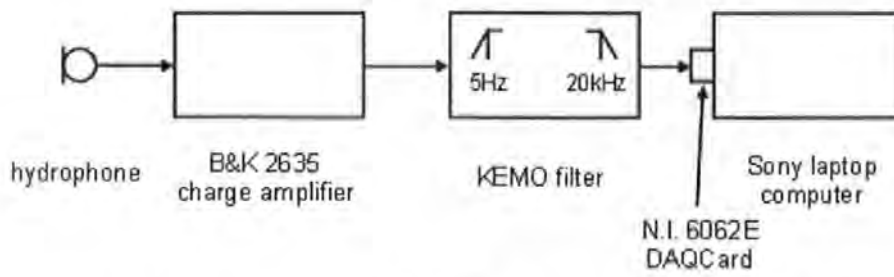 5Hz
20kHz
hydrophone
B&K 2635
charge amplifier
KEMO filter
Sony laptop
computer
N.I. 6062E
DAQCard